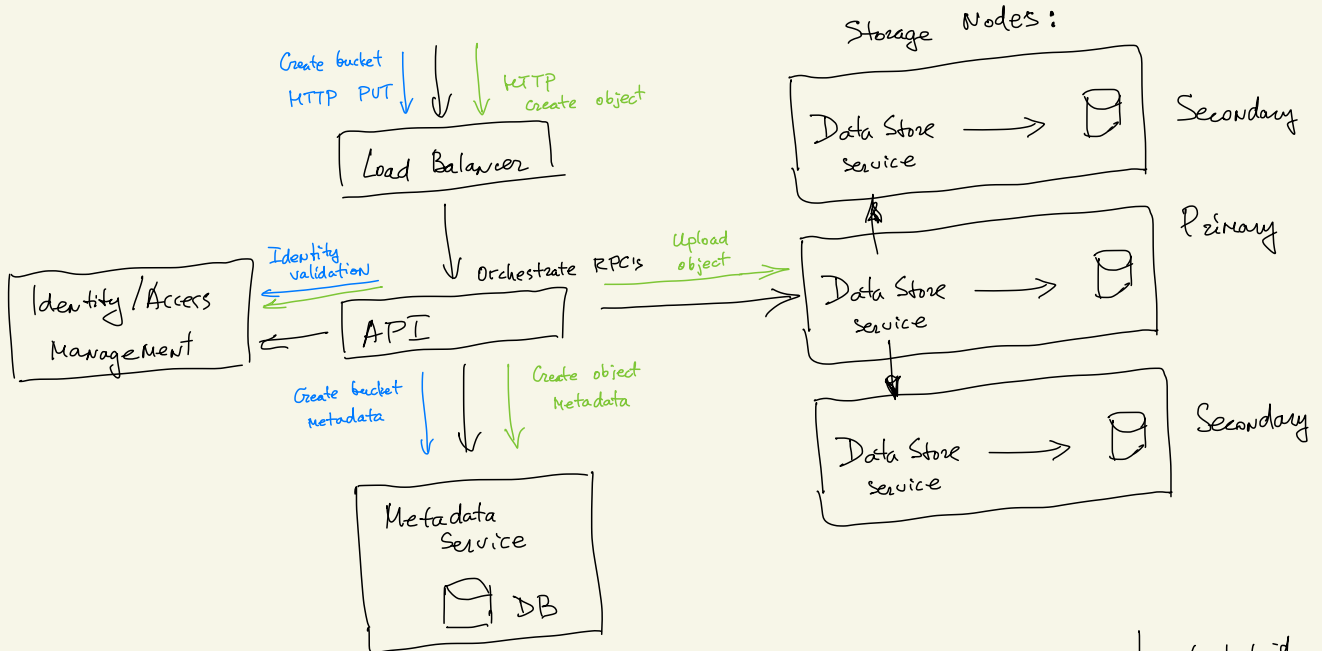 Storage Nodes:
Create bucket
HTTP PUT
HTTP
create object
Load Balancer
Data Store
service
Secondary
Identity
validation
Orchestrate RPC's
Upload
object
Primary
Identity/Access
Management
API
Data Store
service
Create bucket
metadata
Create object
Metadata
Data Store
service
Secondary
Metadata
Service
DB